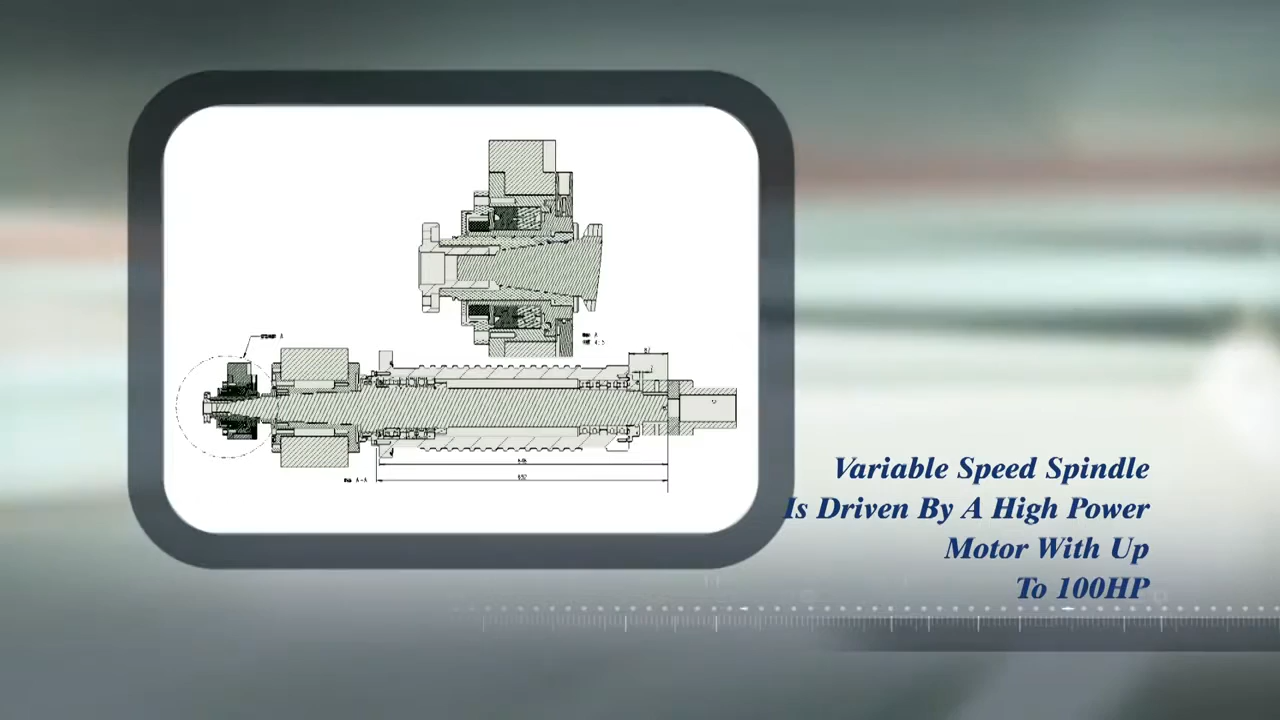 Variable Speed Spindle
Is Driven By A High Power
Motor With Up
To 100HP